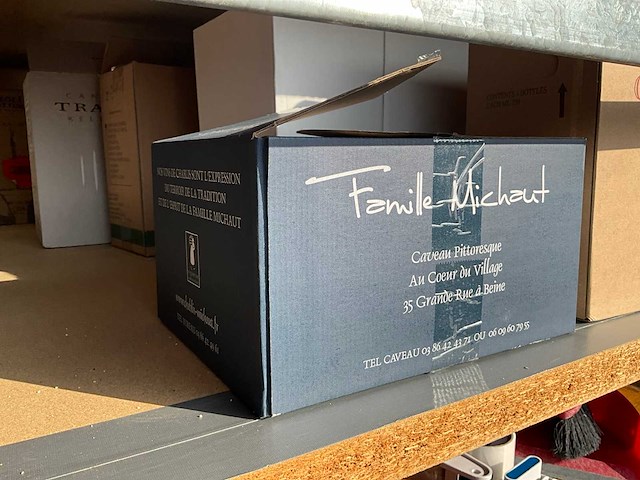 Famille Michaut
Caveau Pittoresque
Au Coeur du Village
35 Grande Rue à Beine
TEL CAVEAU 03 86 42 43 71 OU 06 09 60 79 55
NOS VINS DE CHABLIS SONT L'EXPRESSION
DU TERROIR DE LA TRADITION
ET DE L'ESPRIT DE LA FAMILLE MICHAUT
TRA